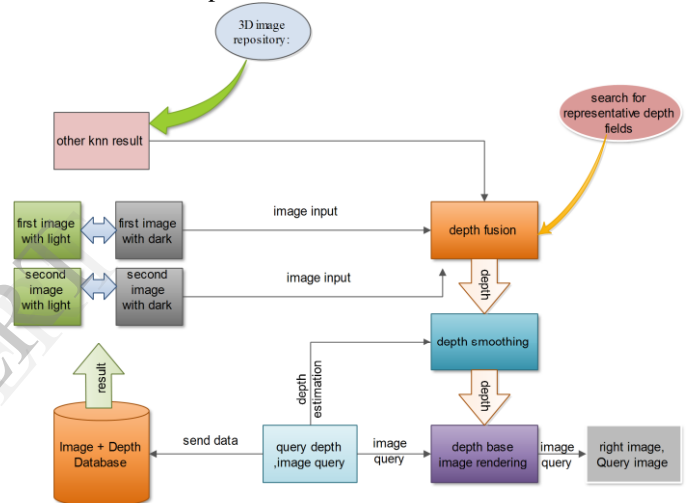 3D image
repository:
search for
representative depth
fields
other knn result
first image
with light
first image
with dark
image input
depth fusion
second
image
with light
second
image
with dark
image input
depth
depth smoothing
result
depth
estimation
depth
Image + Depth
Database
send data
query depth
,image query
image
query
depth base
image rendering
image
query
right image,
Query image